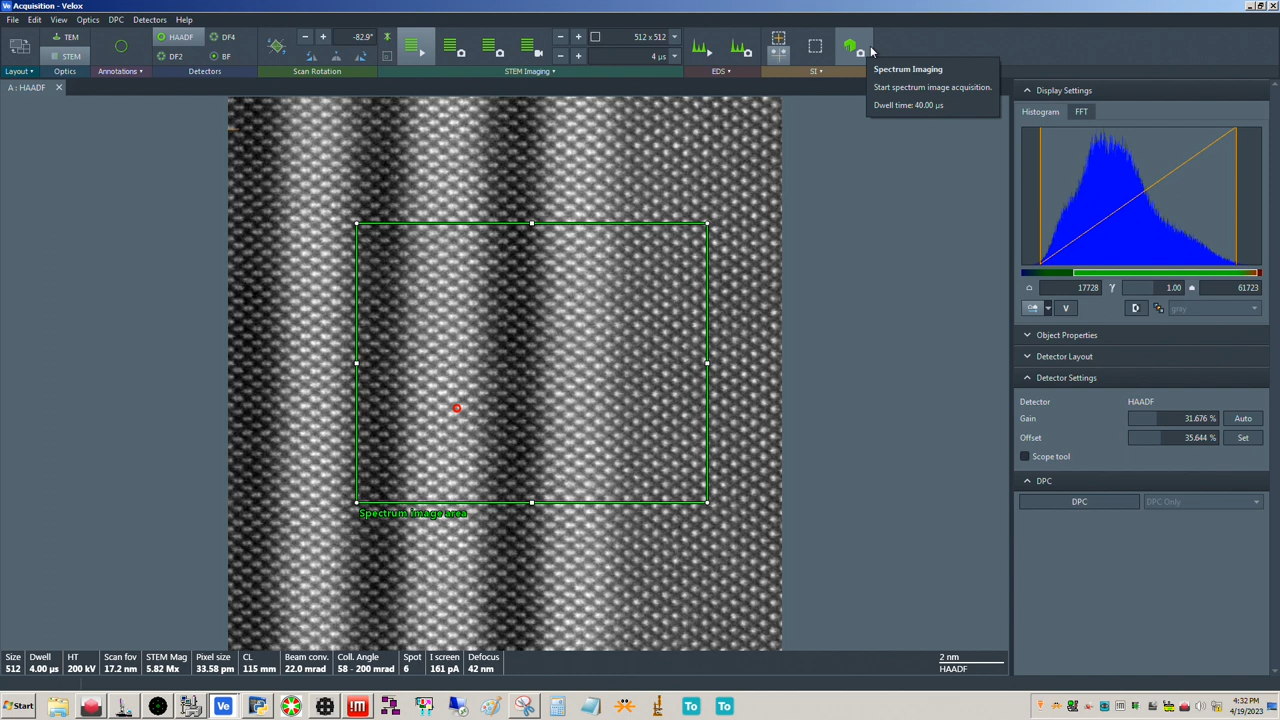 Acquisition - Velox
File Edit View Optics DPC Detectors Help
TEM
STEM
HAADF
DF4
DF2
BF
-82.9°
512 x 512
4 µs
Layout
Optics
Annotations
Detectors
Scan Rotation
STEM Imaging
EDS
SI
Spectrum Imaging
Start spectrum image acquisition.
Dwell time: 40.00 µs
A : HAADF
Display Settings
Histogram FFT
17728
γ
1.00
61723
V
gray
Object Properties
Detector Layout
Detector Settings
Detector HAADF
Gain 31.676 % Auto
Offset 35.644 % Set
Scope tool
DPC
DPC DPC Only
Spectrum image area
Size Dwell HT Scan fov STEM Mag Pixel size CL Beam conv. Coll. Angle Spot I screen Defocus
512 4.00 µs 200 kV 17.2 nm 5.82 Mx 33.58 pm 115 mm 22.0 mrad 58 - 200 mrad 6 161 pA 42 nm
2 nm
HAADF
Start
Ve
To
To
4:32 PM
4/19/2023